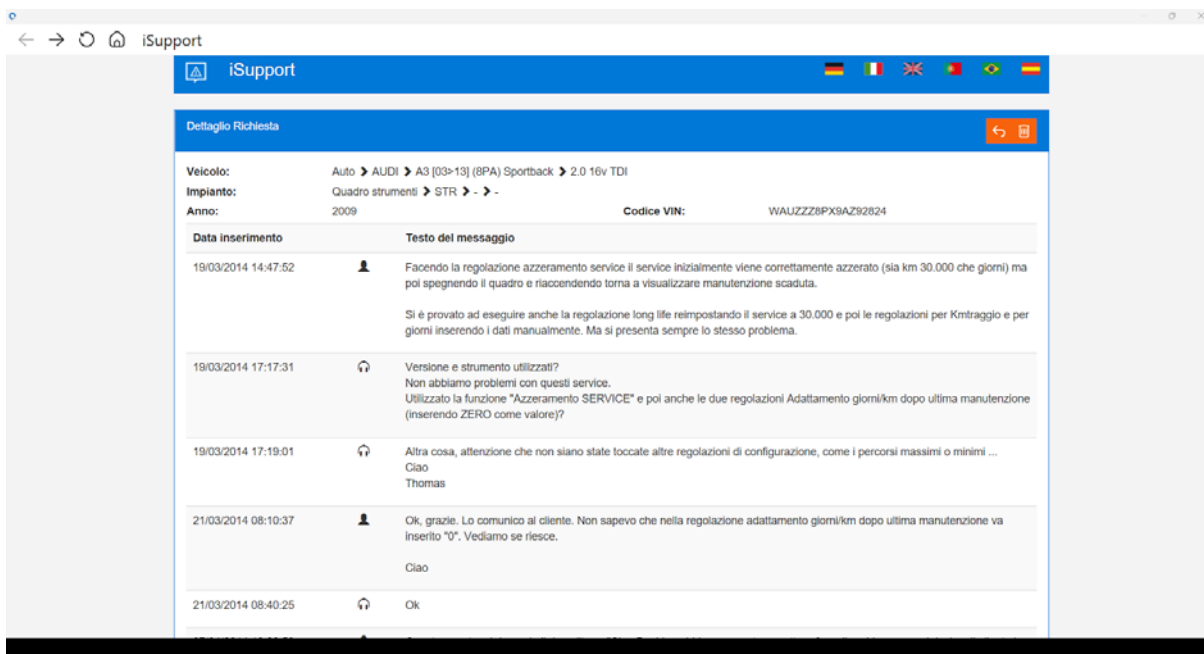 iSupport
iSupport
Dettaglio Richiesta
Veicolo: Auto > AUDI > A3 [03>13] (8PA) Sportback > 2.0 16v TDI
Impianto: Quadro strumenti > STR > - > -
Anno: 2009 Codice VIN: WAUZZZ8PX9AZ92824
Data inserimento Testo del messaggio
19/03/2014 14:47:52 Facendo la regolazione azzeramento service il service inizialmente viene correttamente azzerato (sia km 30.000 che giorni) ma
poi spegnendo il quadro e riaccendendo torna a visualizzare manutenzione scaduta.
Si è provato ad eseguire anche la regolazione long life reimpostando il service a 30.000 e poi le regolazioni per Kmtraggio e per
giorni inserendo i dati manualmente. Ma si presenta sempre lo stesso problema.
19/03/2014 17:17:31 Versione e strumento utilizzati?
Non abbiamo problemi con questi service.
Utilizzato la funzione "Azzeramento SERVICE" e poi anche le due regolazioni Adattamento giorni/km dopo ultima manutenzione
(inserendo ZERO come valore)?
19/03/2014 17:19:01 Altra cosa, attenzione che non siano state toccate altre regolazioni di configurazione, come i percorsi massimi o minimi ...
Ciao
Thomas
21/03/2014 08:10:37 Ok, grazie. Lo comunico al cliente. Non sapevo che nella regolazione adattamento giorni/km dopo ultima manutenzione va
inserito "0". Vediamo se riesce.
Ciao
21/03/2014 08:40:25 Ok